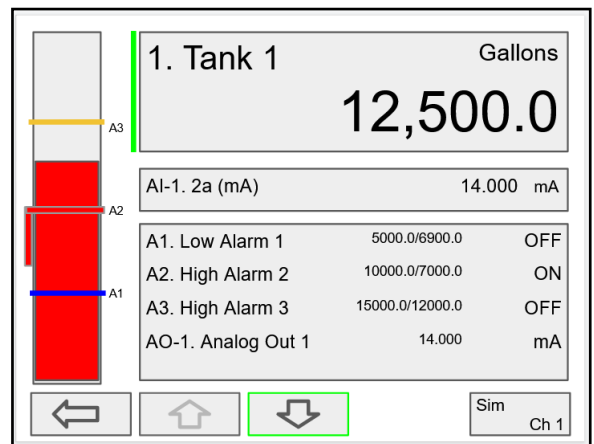 1. Tank 1 Gallons
12,500.0
A3
AI-1. 2a (mA) 14.000 mA
A2
A1. Low Alarm 1 5000.0/6900.0 OFF
A2. High Alarm 2 10000.0/7000.0 ON
A1
A3. High Alarm 3 15000.0/12000.0 OFF
AO-1. Analog Out 1 14.000 mA
Sim
Ch 1